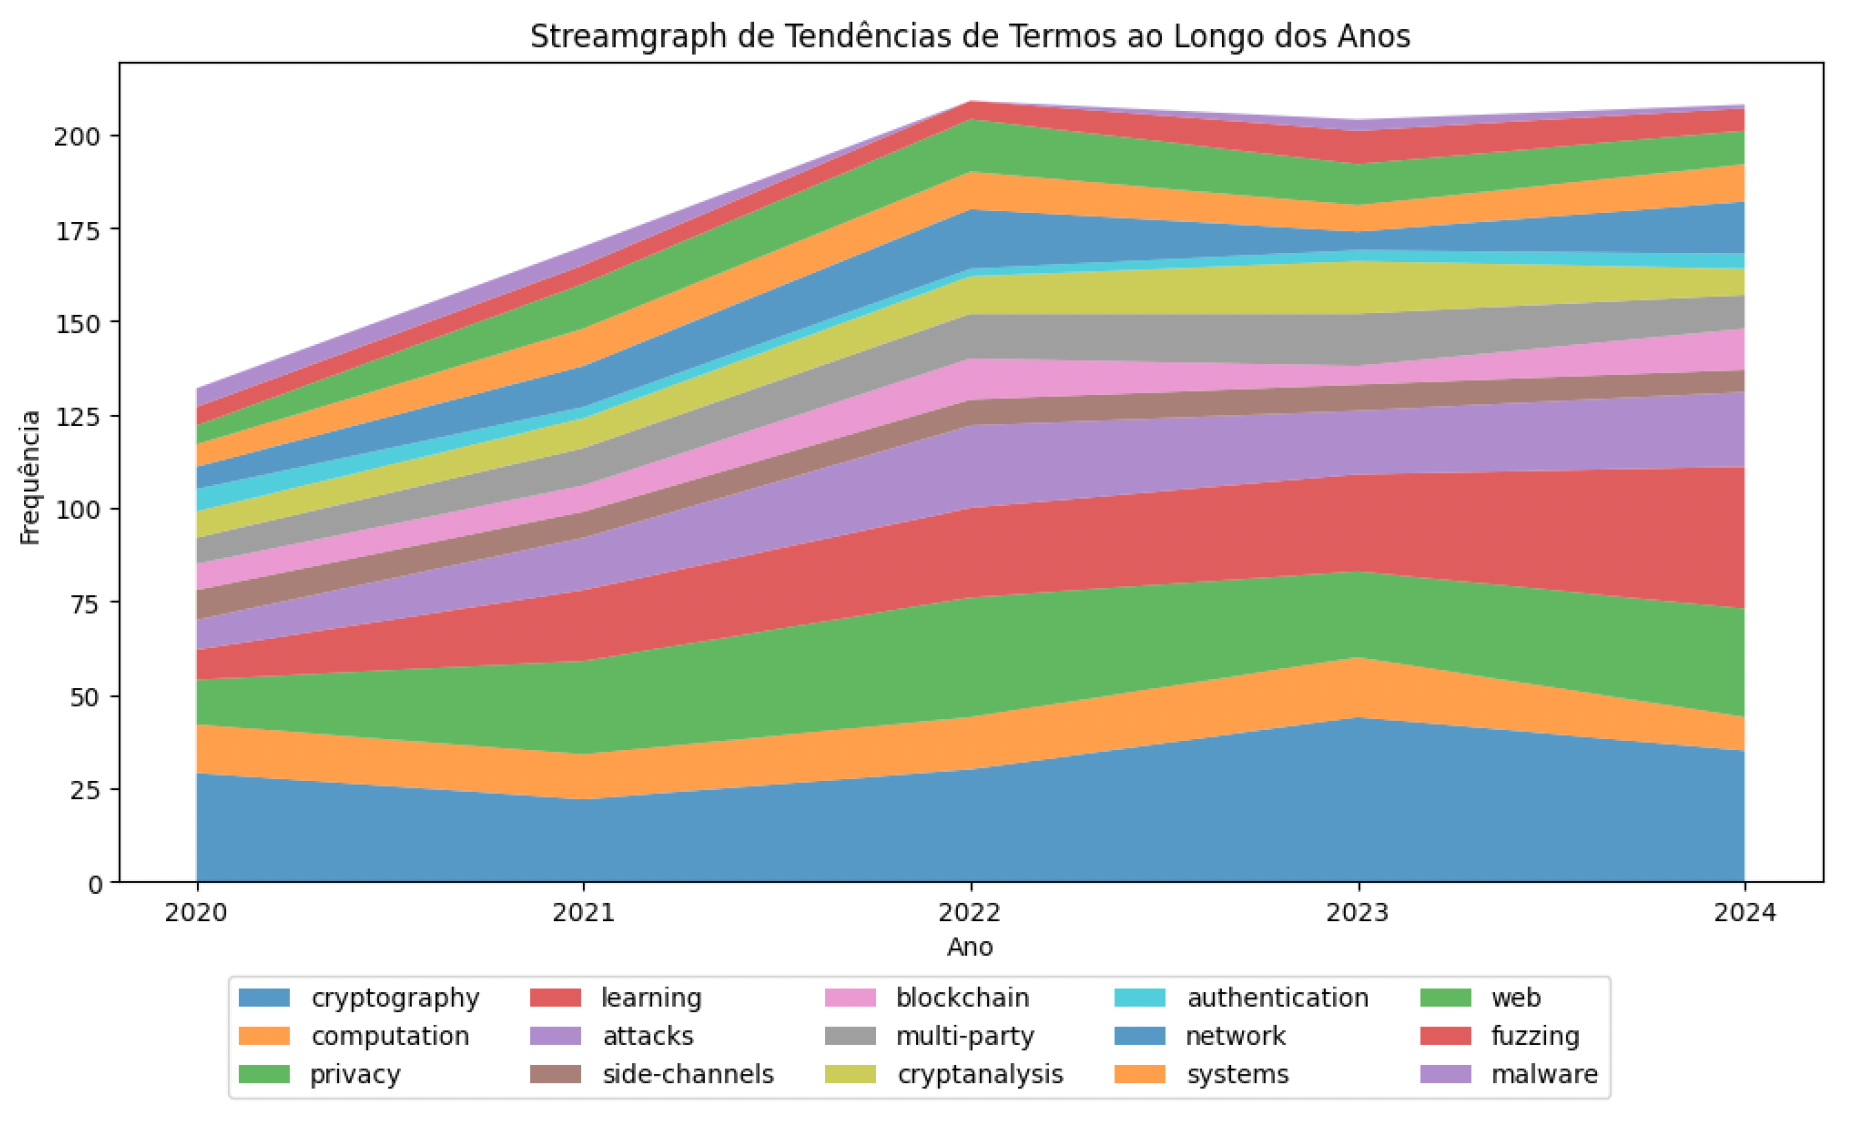 Streamgraph de Tendências de Termos ao Longo dos Anos
Frequência
200
175
150
125
100
75
50
25
0
2020 2021 2022 2023 2024
Ano
cryptography learning blockchain authentication web
computation attacks multi-party network fuzzing
privacy side-channels cryptanalysis systems malware